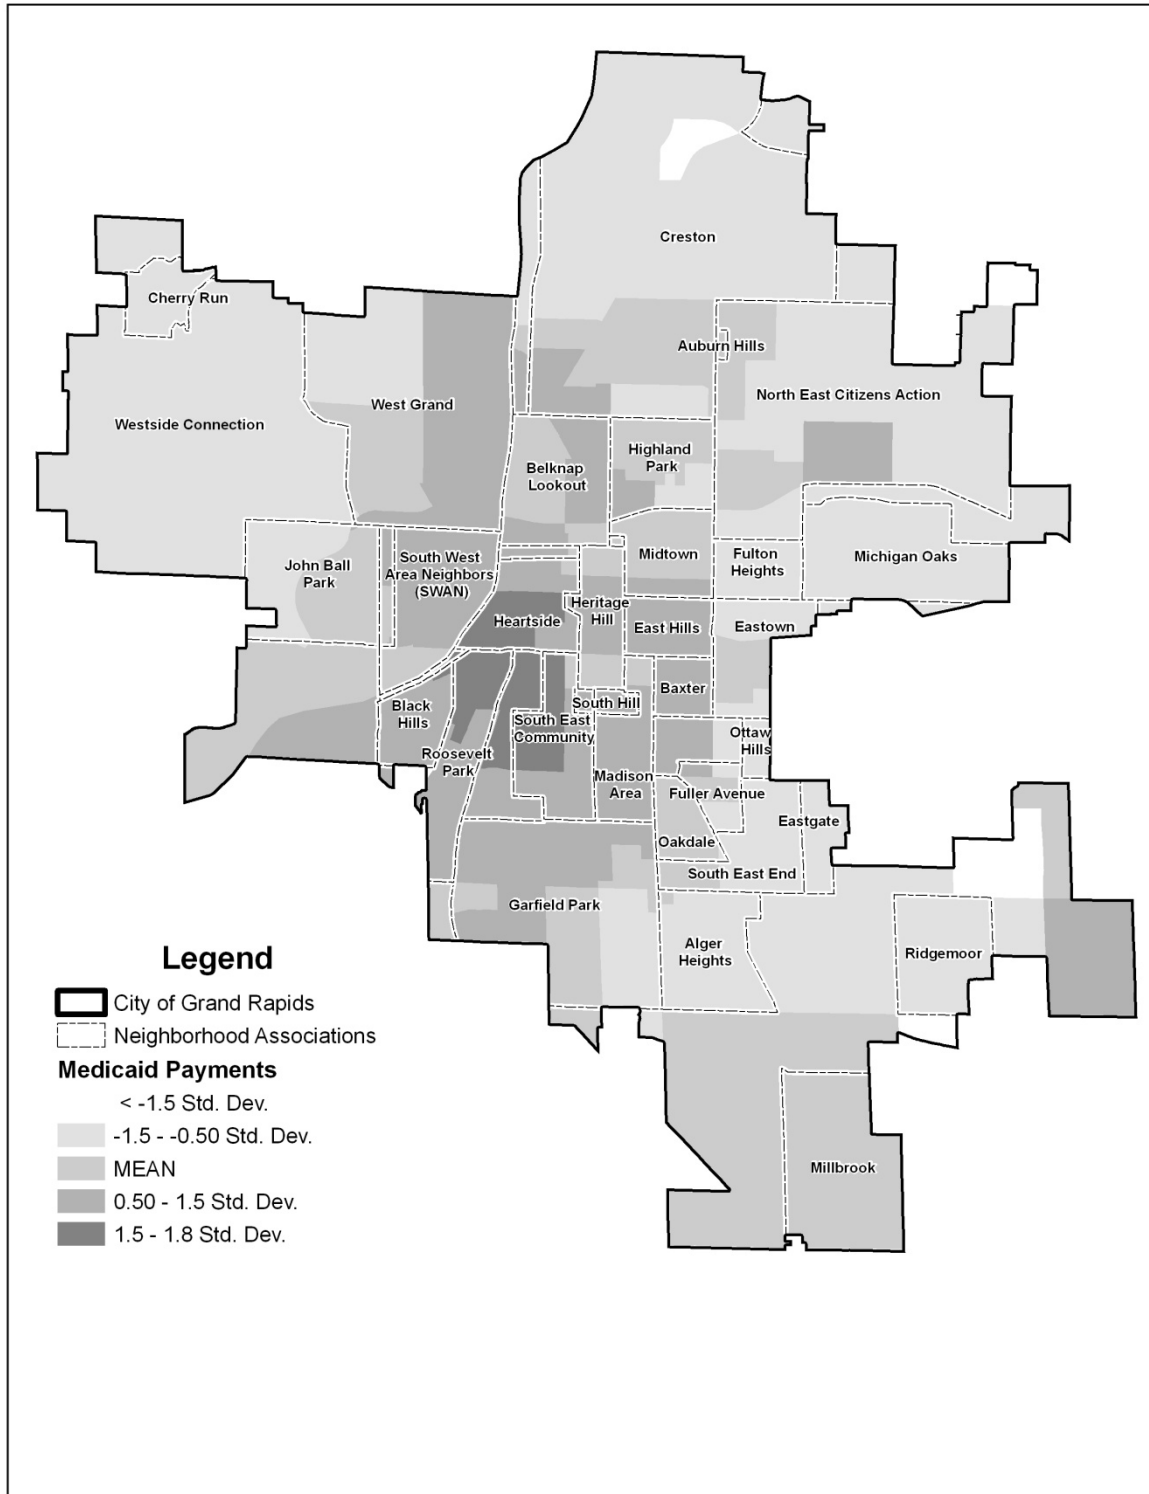 Creston
Cherry Run
Auburn Hills
North East Citizens Action
West Grand
Westside Connection
Highland
Park
Belknap
Lookout
Midtown
Fulton
Heights
Michigan Oaks
South West
Area Neighbors
(SWAN)
John Ball
Park
Heritage
Hill
Heartside
East Hills
Eastown
Baxter
South Hill
Black
Hills
South East
Community
Ottaw
Hills
Roosevelt
Park
Madison
Area
Fuller Avenue
Eastgate
Oakdale
South East End
Garfield Park
Alger
Heights
Ridgemoor
Millbrook
Legend
City of Grand Rapids
Neighborhood Associations
Medicaid Payments
< -1.5 Std. Dev.
-1.5 - -0.50 Std. Dev.
MEAN
0.50 - 1.5 Std. Dev.
1.5 - 1.8 Std. Dev.